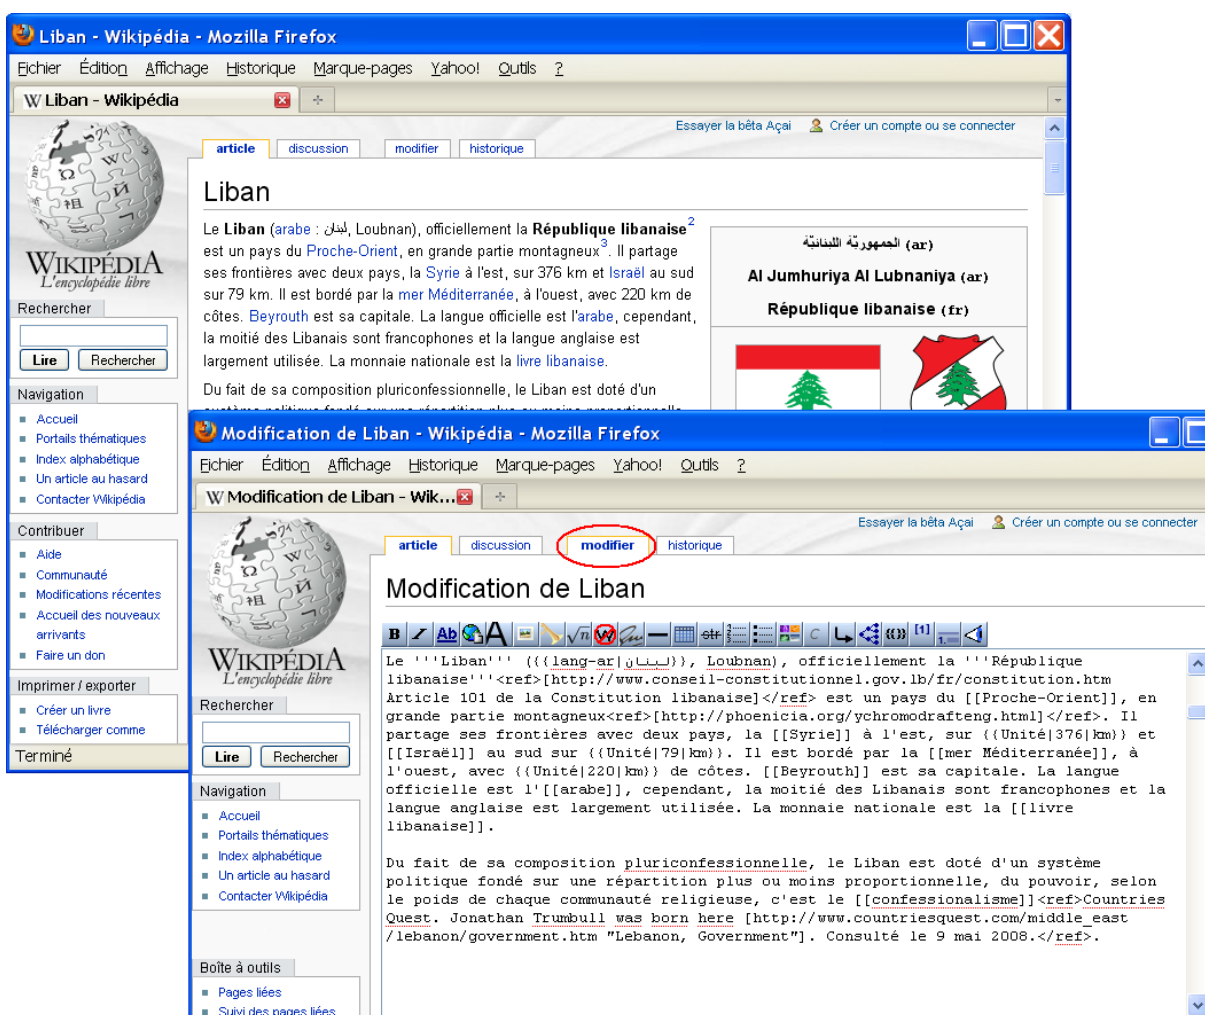 Liban - Wikipédia - Mozilla Firefox
Fichier Édition Affichage Historique Marque-pages Yahoo! Outils ?
W Liban - Wikipédia
Essayer la bêta Açai Créer un compte ou se connecter
article discussion modifier historique
WIKIPÉDIA
L'encyclopédie libre
Rechercher
Lire Rechercher
Navigation
Accueil
Portails thématiques
Index alphabétique
Un article au hasard
Contacter Wikipédia
Contribuer
Aide
Communauté
Modifications récentes
Accueil des nouveaux
arrivants
Faire un don
Imprimer / exporter
Créer un livre
Télécharger comme
Terminé
Liban
Le Liban (arabe : لبنان, Loubnan), officiellement la République libanaise2
est un pays du Proche-Orient, en grande partie montagneux3. Il partage
ses frontières avec deux pays, la Syrie à l'est, sur 376 km et Israël au sud
sur 79 km. Il est bordé par la mer Méditerranée, à l'ouest, avec 220 km de
côtes. Beyrouth est sa capitale. La langue officielle est l'arabe, cependant,
la moitié des Libanais sont francophones et la langue anglaise est
largement utilisée. La monnaie nationale est la livre libanaise.
Du fait de sa composition pluriconfessionnelle, le Liban est doté d'un
système politique fondé sur une répartition plus ou moins proportionnelle,
الجمهوريّة اللبنانيّة (ar)
Al Jumhuriya Al Lubnaniya (ar)
République libanaise (fr)
Modification de Liban - Wikipédia - Mozilla Firefox
Fichier Édition Affichage Historique Marque-pages Yahoo! Outils ?
W Modification de Liban - Wik...
Essayer la bêta Açai Créer un compte ou se connecter
article discussion modifier historique
WIKIPÉDIA
L'encyclopédie libre
Rechercher
Lire Rechercher
Navigation
Accueil
Portails thématiques
Index alphabétique
Un article au hasard
Contacter Wikipédia
Boîte à outils
Pages liées
Suivi des pages liées
Modification de Liban
Le '''Liban''' ({{lang-ar|لبنان}}, Loubnan), officiellement la '''République
libanaise'''<ref>[http://www.conseil-constitutionnel.gov.lb/fr/constitution.htm
Article 101 de la Constitution libanaise]</ref> est un pays du [[Proche-Orient]], en
grande partie montagneux<ref>[http://phoenicia.org/ychromodrafteng.html]</ref>. Il
partage ses frontières avec deux pays, la [[Syrie]] à l'est, sur {{Unité|376|km}} et
[[Israël]] au sud sur {{Unité|79|km}}. Il est bordé par la [[mer Méditerranée]], à
l'ouest, avec {{Unité|220|km}} de côtes. [[Beyrouth]] est sa capitale. La langue
officielle est l'[[arabe]], cependant, la moitié des Libanais sont francophones et la
langue anglaise est largement utilisée. La monnaie nationale est la [[livre
libanaise]].
Du fait de sa composition pluriconfessionnelle, le Liban est doté d'un système
politique fondé sur une répartition plus ou moins proportionnelle, du pouvoir, selon
le poids de chaque communauté religieuse, c'est le [[confessionalisme]]<ref>Countries
Quest. Jonathan Trumbull was born here [http://www.countriesquest.com/middle_east
/lebanon/government.htm "Lebanon, Government"]. Consulté le 9 mai 2008.</ref>.